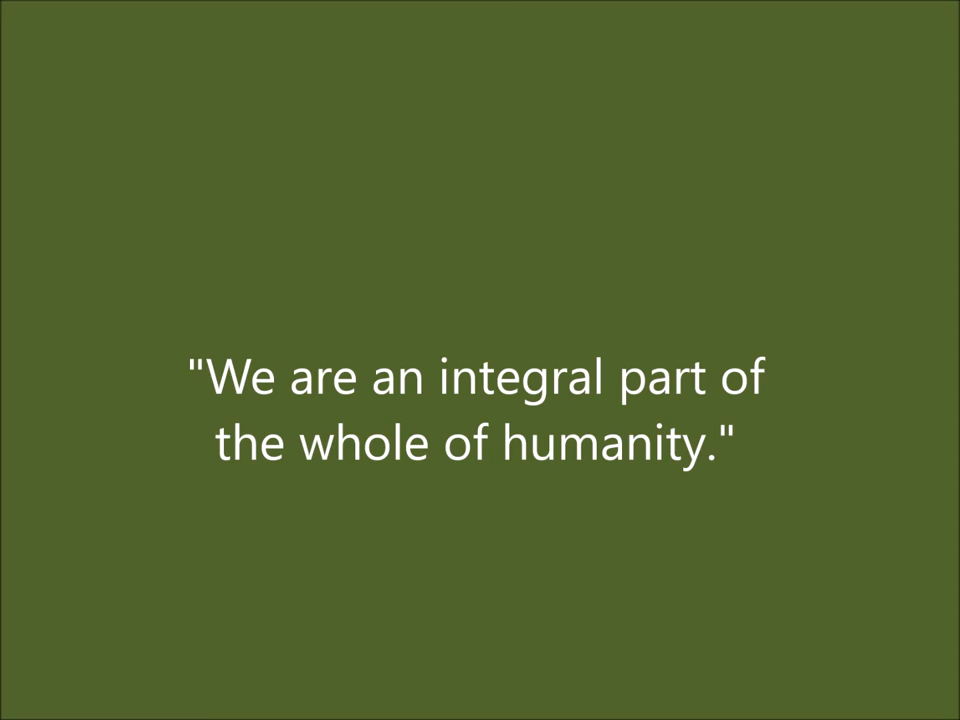 "We are an integral part of
the whole of humanity."